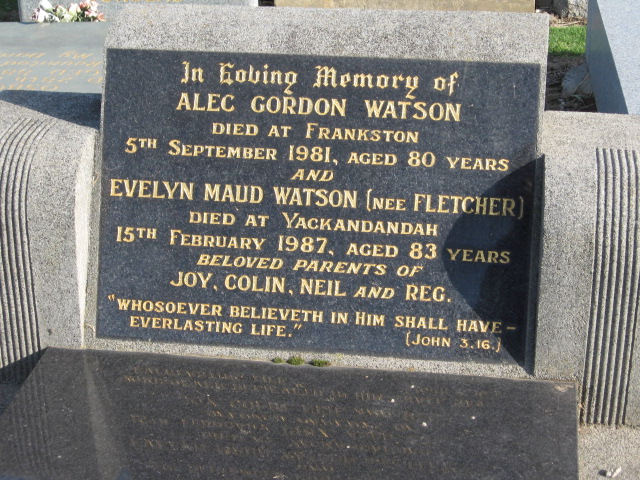 In Loving Memory of
ALEC GORDON WATSON
DIED AT FRANKSTON
5TH SEPTEMBER 1981, AGED 80 YEARS
AND
EVELYN MAUD WATSON (NEE FLETCHER)
DIED AT YACKANDANDAH
15TH FEBRUARY 1987, AGED 83 YEARS
BELOVED PARENTS OF
JOY, COLIN, NEIL AND REG.
"WHOSOEVER BELIEVETH IN HIM SHALL HAVE -
EVERLASTING LIFE."
(JOHN 3.16.)